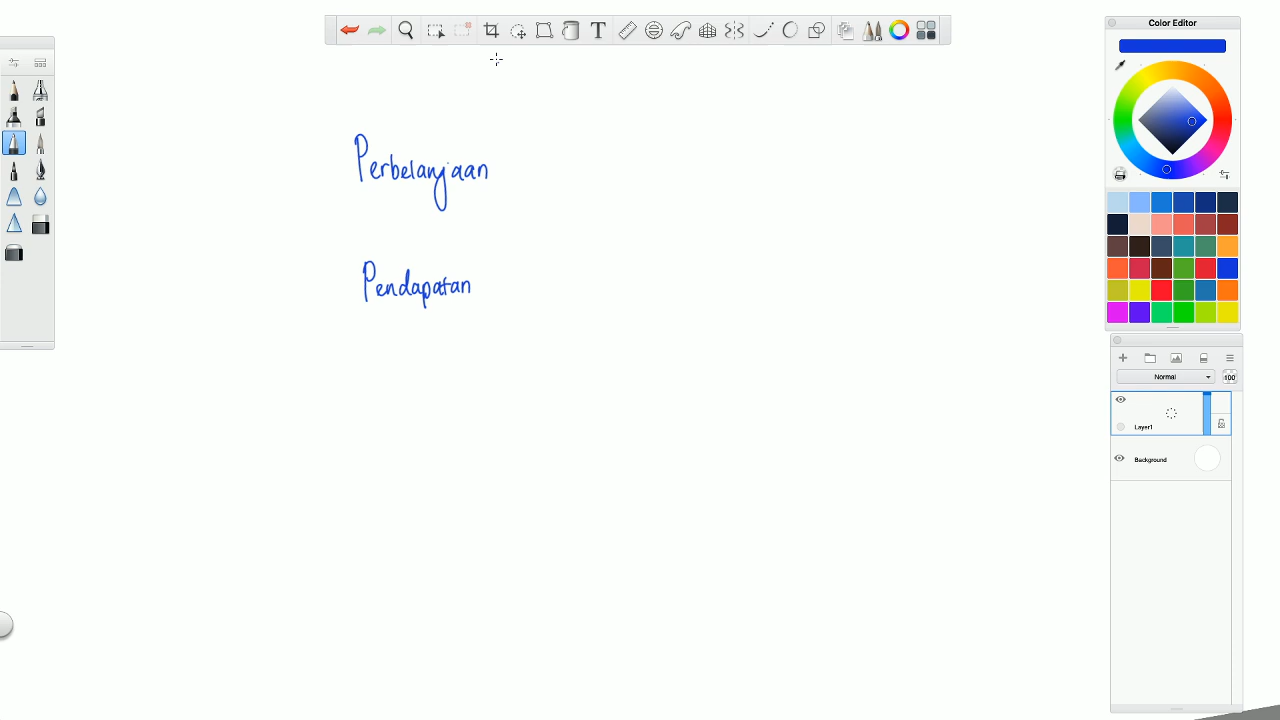 Color Editor
Perbelanjaan
Pendapatan
Normal
100
Layer1
Background